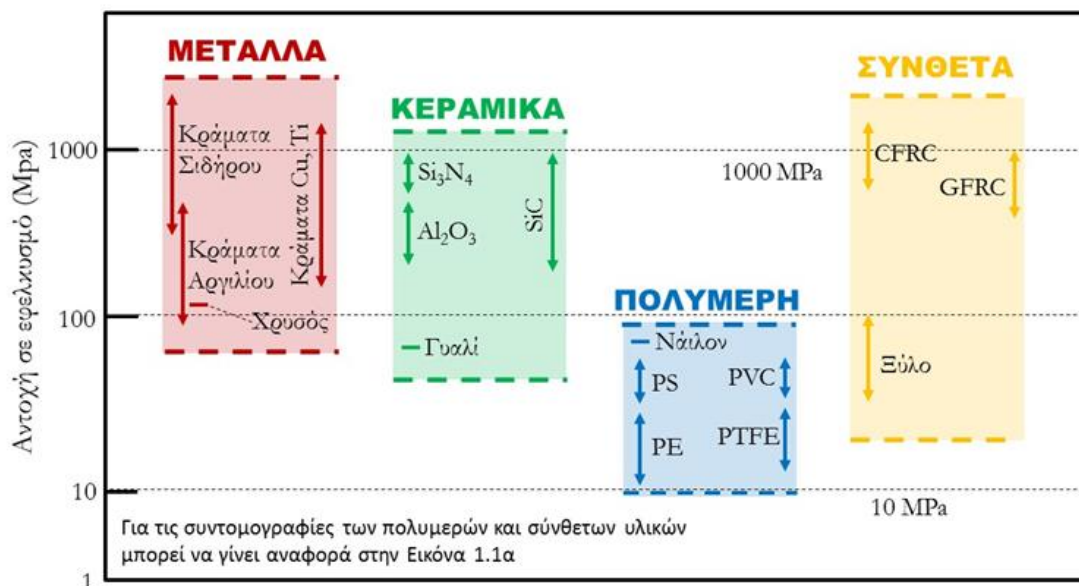 ΜΕΤΑΛΛΑ
ΚΕΡΑΜΙΚΑ
ΠΟΛΥΜΕΡΗ
ΣΥΝΘΕΤΑ
Αντοχή σε εφελκυσμό (Mpa)
1000
100
10
1
Κράματα
Σιδήρου
Κράματα Cu, Ti
Κράματα
Αργιλίου
Χρυσός
Si₃N₄
Al₂O₃
SiC
Γυαλί
Νάιλον
PS
PVC
PE
PTFE
1000 MPa
CFRC
GFRC
Ξύλο
10 MPa
Για τις συντομογραφίες των πολυμερών και σύνθετων υλικών
μπορεί να γίνει αναφορά στην Εικόνα 1.1α